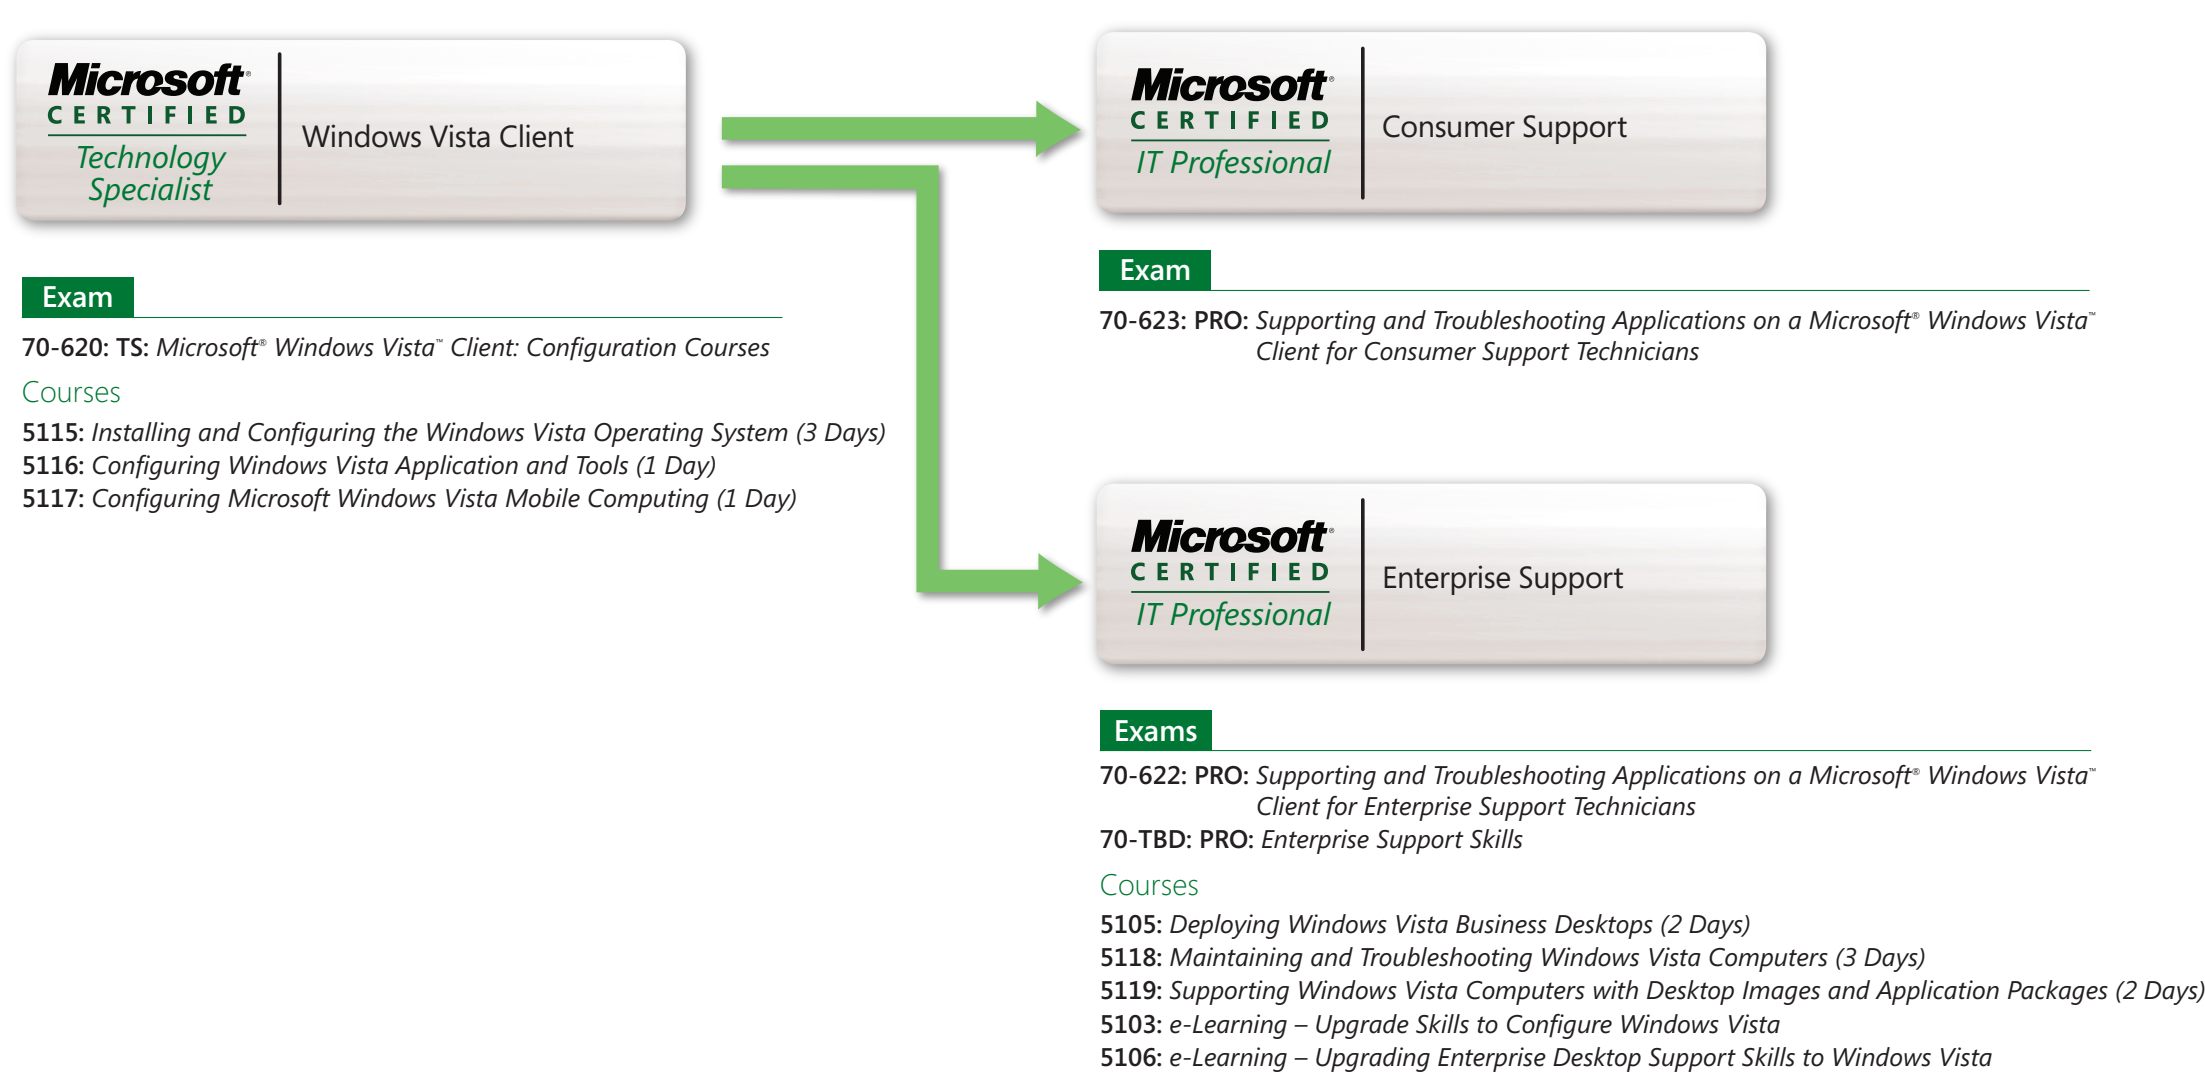 Microsoft®
CERTIFIED
Technology
Specialist
Windows Vista Client
Exam
70-620: TS: Microsoft® Windows Vista™ Client: Configuration Courses
Courses
5115: Installing and Configuring the Windows Vista Operating System (3 Days)
5116: Configuring Windows Vista Application and Tools (1 Day)
5117: Configuring Microsoft Windows Vista Mobile Computing (1 Day)
Microsoft®
CERTIFIED
IT Professional
Consumer Support
Exam
70-623: PRO: Supporting and Troubleshooting Applications on a Microsoft® Windows Vista™
Client for Consumer Support Technicians
Microsoft®
CERTIFIED
IT Professional
Enterprise Support
Exams
70-622: PRO: Supporting and Troubleshooting Applications on a Microsoft® Windows Vista™
Client for Enterprise Support Technicians
70-TBD: PRO: Enterprise Support Skills
Courses
5105: Deploying Windows Vista Business Desktops (2 Days)
5118: Maintaining and Troubleshooting Windows Vista Computers (3 Days)
5119: Supporting Windows Vista Computers with Desktop Images and Application Packages (2 Days)
5103: e-Learning – Upgrade Skills to Configure Windows Vista
5106: e-Learning – Upgrading Enterprise Desktop Support Skills to Windows Vista